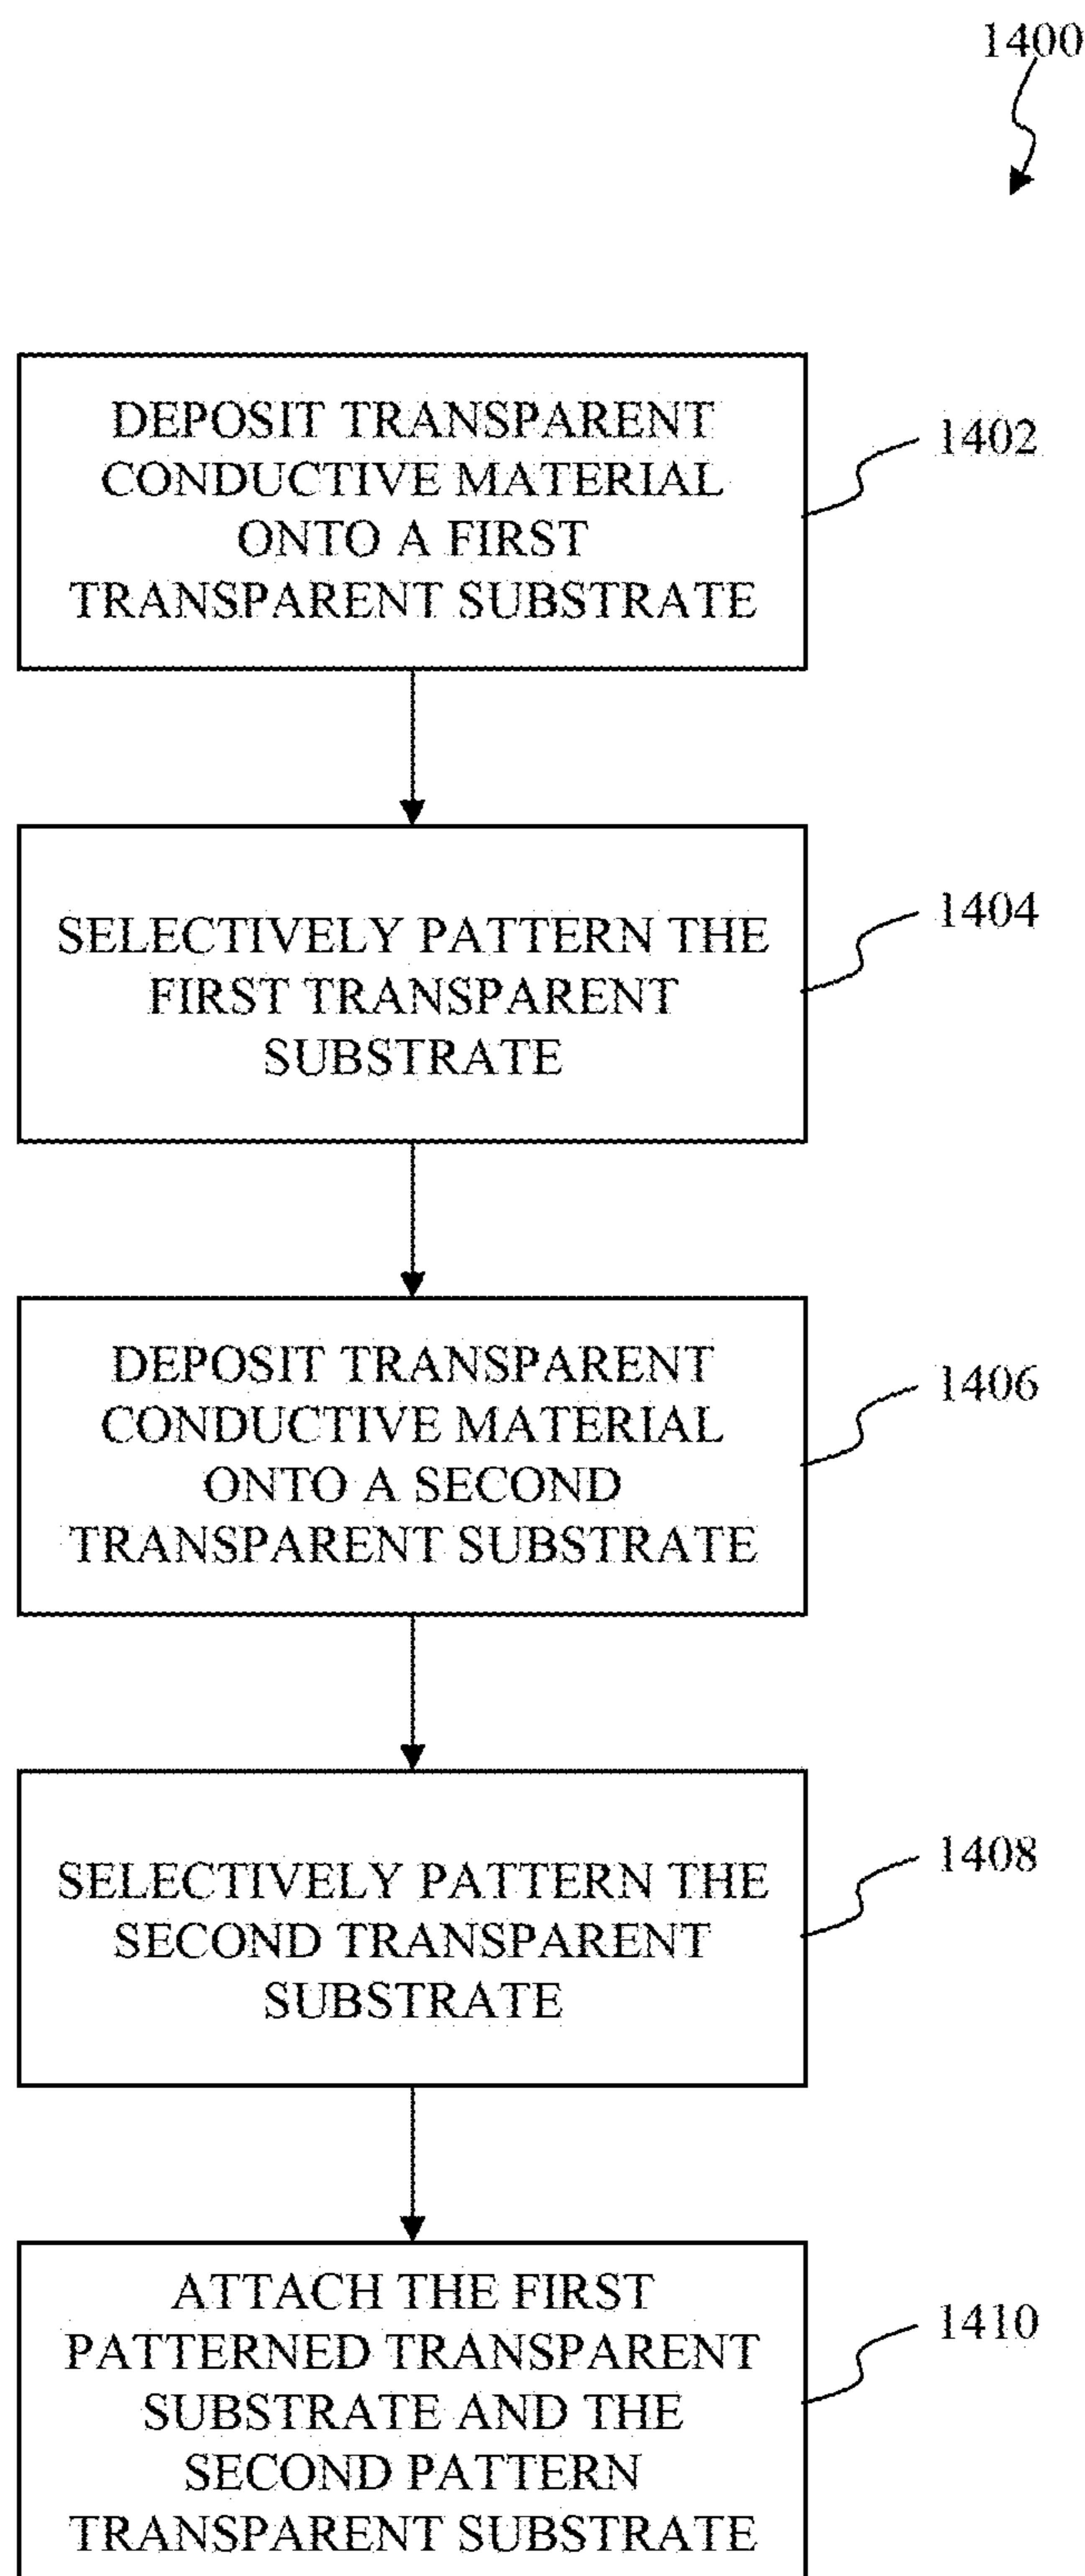 1400
DEPOSIT TRANSPARENT
CONDUCTIVE MATERIAL
ONTO A FIRST
TRANSPARENT SUBSTRATE
1402
SELECTIVELY PATTERN THE
FIRST TRANSPARENT
SUBSTRATE
1404
DEPOSIT TRANSPARENT
CONDUCTIVE MATERIAL
ONTO A SECOND
TRANSPARENT SUBSTRATE
1406
SELECTIVELY PATTERN THE
SECOND TRANSPARENT
SUBSTRATE
1408
ATTACH THE FIRST
PATTERNED TRANSPARENT
SUBSTRATE AND THE
SECOND PATTERN
TRANSPARENT SUBSTRATE
1410